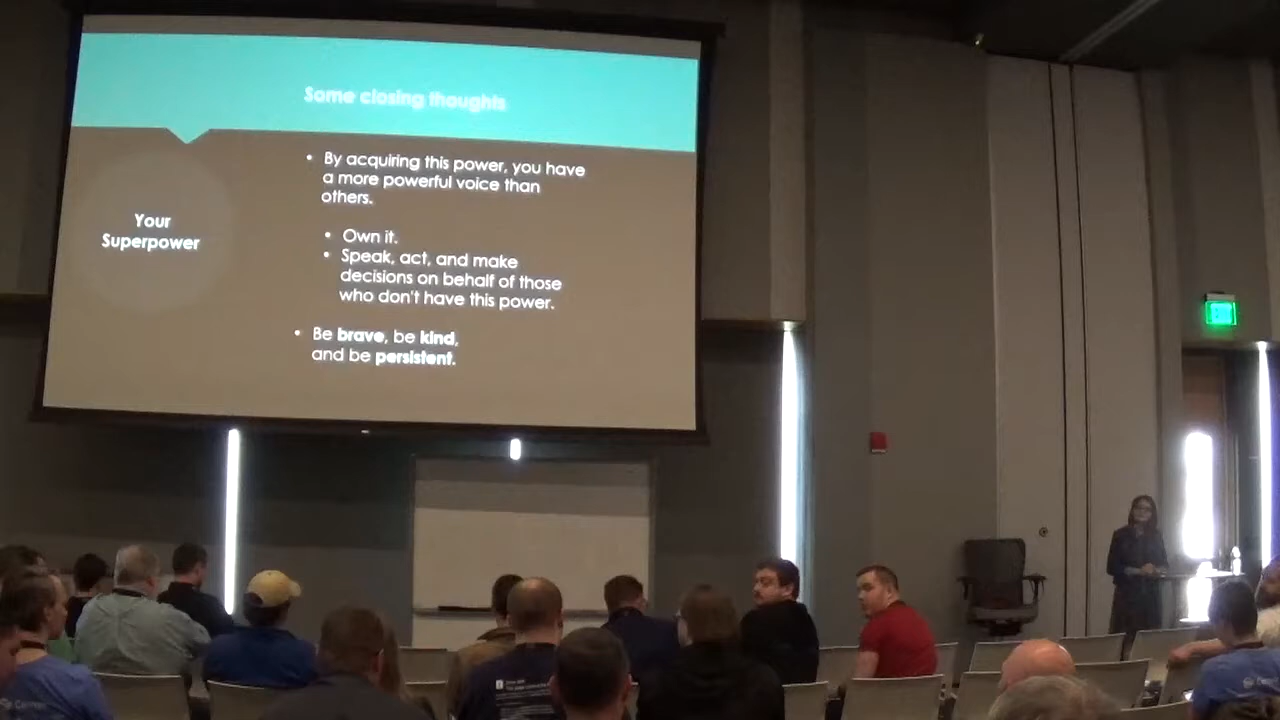 Some closing thoughts
Your
Superpower
• By acquiring this power, you have
a more powerful voice than
others.
• Own it.
• Speak, act, and make
decisions on behalf of those
who don't have this power.
• Be brave, be kind,
and be persistent.